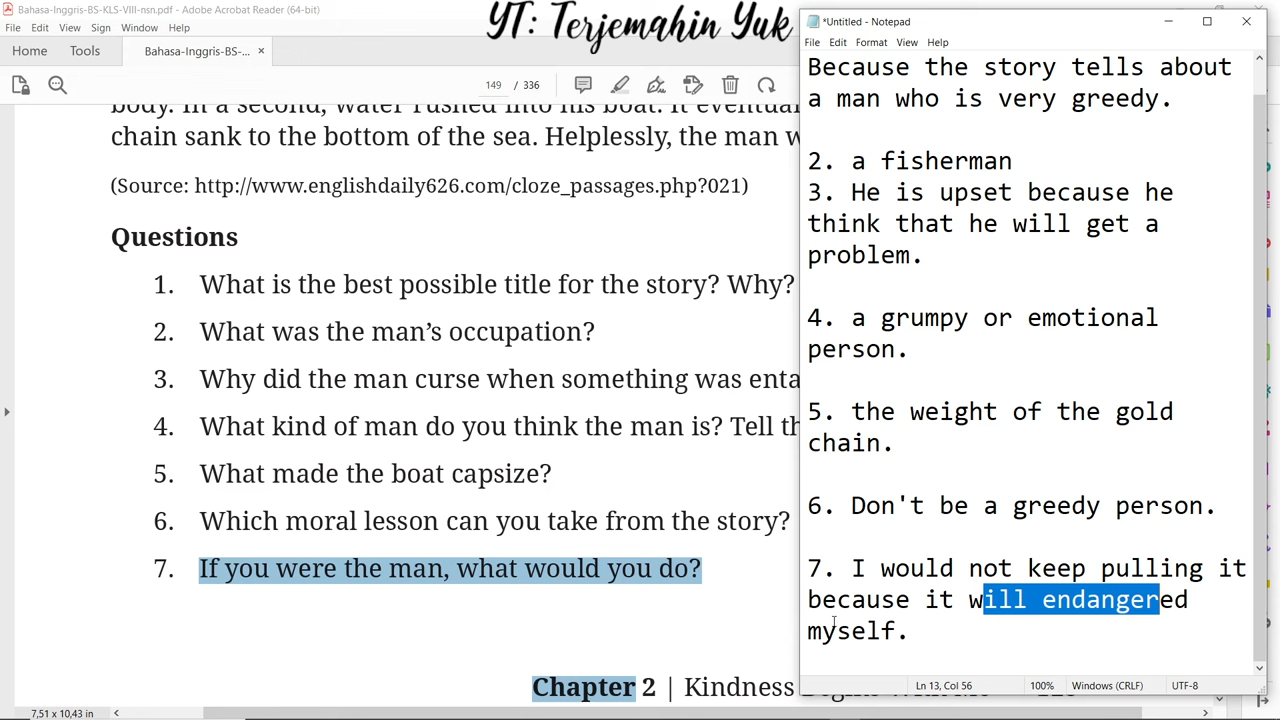 Bahasa-Inggris-BS-KLS-VIII-nsn.pdf - Adobe Acrobat Reader (64-bit)
File Edit View Sign Window Help
Home Tools Bahasa-Inggris-BS-... ×
149 / 336
YT: Terjemahin Yuk
chain sank to the bottom of the sea. Helplessly, the man w
(Source: http://www.englishdaily626.com/cloze_passages.php?021)
Questions
1. What is the best possible title for the story? Why?
2. What was the man's occupation?
3. Why did the man curse when something was enta
4. What kind of man do you think the man is? Tell th
5. What made the boat capsize?
6. Which moral lesson can you take from the story?
7. If you were the man, what would you do?
Chapter 2 | Kindness
7,51 x 10,43 in
*Untitled - Notepad
File Edit Format View Help
Because the story tells about
a man who is very greedy.
2. a fisherman
3. He is upset because he
think that he will get a
problem.
4. a grumpy or emotional
person.
5. the weight of the gold
chain.
6. Don't be a greedy person.
7. I would not keep pulling it
because it will endangered
myself.
Ln 13, Col 56 100% Windows (CRLF) UTF-8